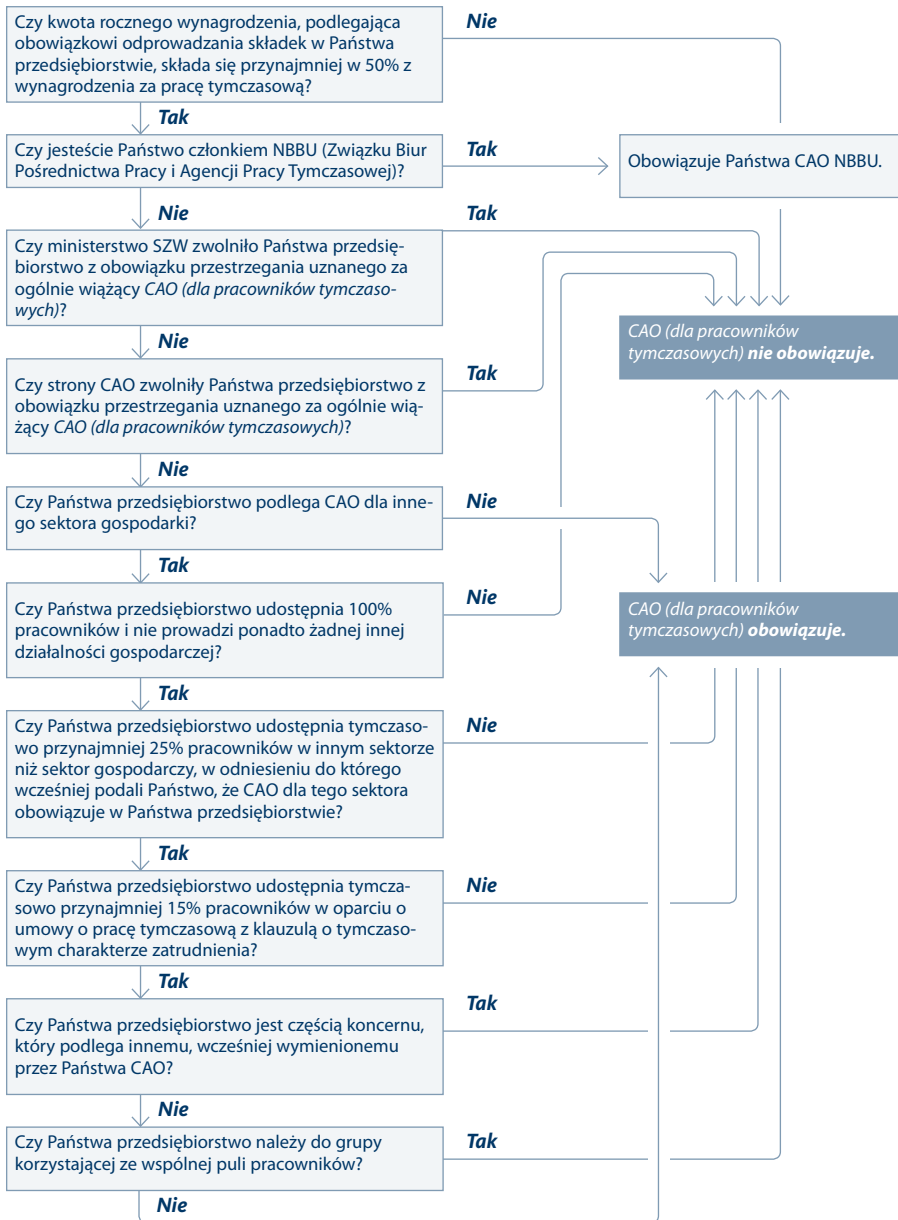 Czy kwota rocznego wynagrodzenia, podlegająca
obowiązkowi odprowadzania składek w Państwa
przedsiębiorstwie, składa się przynajmniej w 50% z
wynagrodzenia za pracę tymczasową?
Nie
Tak
Czy jesteście Państwo członkiem NBBU (Związku Biur
Pośrednictwa Pracy i Agencji Pracy Tymczasowej)?
Tak
Obowiązuje Państwa CAO NBBU.
Nie
Tak
Czy ministerstwo SZW zwolniło Państwa przedsię-
biorstwo z obowiązku przestrzegania uznanego za
ogólnie wiążący CAO (dla pracowników tymczaso-
wych)?
CAO (dla pracowników
tymczasowych) nie obowiązuje.
Nie
Czy strony CAO zwolniły Państwa przedsiębiorstwo z
obowiązku przestrzegania uznanego za ogólnie wią-
żący CAO (dla pracowników tymczasowych)?
Tak
Nie
Czy Państwa przedsiębiorstwo podlega CAO dla inne-
go sektora gospodarki?
Nie
Tak
Czy Państwa przedsiębiorstwo udostępnia 100%
pracowników i nie prowadzi ponadto żadnej innej
działalności gospodarczej?
Nie
CAO (dla pracowników
tymczasowych) obowiązuje.
Tak
Czy Państwa przedsiębiorstwo udostępnia tymczaso-
wo przynajmniej 25% pracowników w innym sektorze
niż sektor gospodarczy, w odniesieniu do którego
wcześniej podali Państwo, że CAO dla tego sektora
obowiązuje w Państwa przedsiębiorstwie?
Nie
Tak
Czy Państwa przedsiębiorstwo udostępnia tymcza-
sowo przynajmniej 15% pracowników w oparciu o
umowy o pracę tymczasową z klauzulą o tymczaso-
wym charakterze zatrudnienia?
Nie
Tak
Czy Państwa przedsiębiorstwo jest częścią koncernu,
który podlega innemu, wcześniej wymienionemu
przez Państwa CAO?
Tak
Nie
Czy Państwa przedsiębiorstwo należy do grupy
korzystającej ze wspólnej puli pracowników?
Tak
Nie